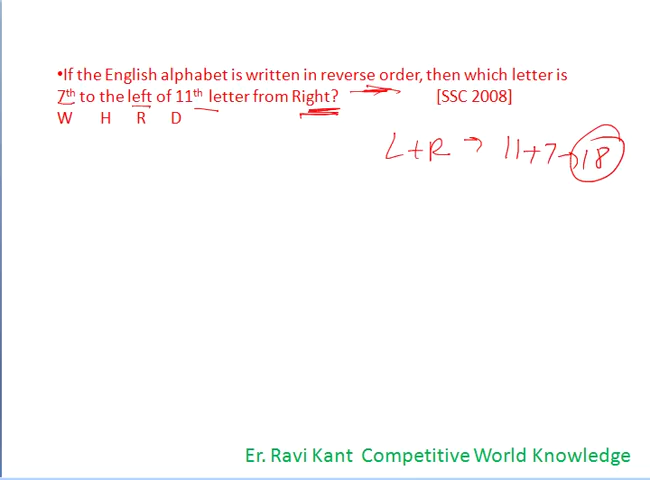 •If the English alphabet is written in reverse order, then which letter is
7th to the left of 11th letter from Right? [SSC 2008]
W H R D
L+R → 11+7→18
Er. Ravi Kant Competitive World Knowledge